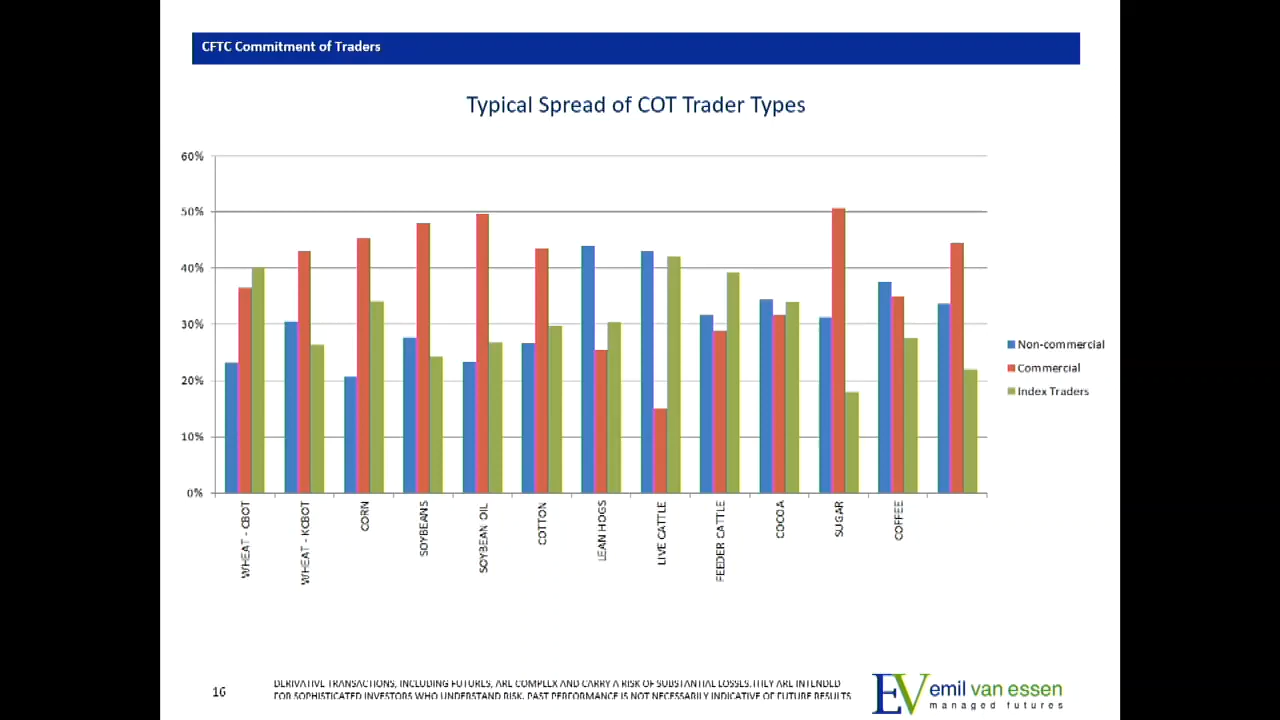 CFTC Commitment of Traders
Typical Spread of COT Trader Types
60%
50%
40%
30%
20%
10%
0%
Non-commercial
Commercial
Index Traders
WHEAT - CBOT
WHEAT - KCBOT
CORN
SOYBEANS
SOYBEAN OIL
COTTON
LEAN HOGS
LIVE CATTLE
FEEDER CATTLE
COCOA
SUGAR
COFFEE
16
DERIVATIVE TRANSACTIONS, INCLUDING FUTURES, ARE COMPLEX AND CARRY A RISK OF SUBSTANTIAL LOSSES. THEY ARE INTENDED
FOR SOPHISTICATED INVESTORS WHO UNDERSTAND RISK. PAST PERFORMANCE IS NOT NECESSARILY INDICATIVE OF FUTURE RESULTS
EV emil van essen
managed futures